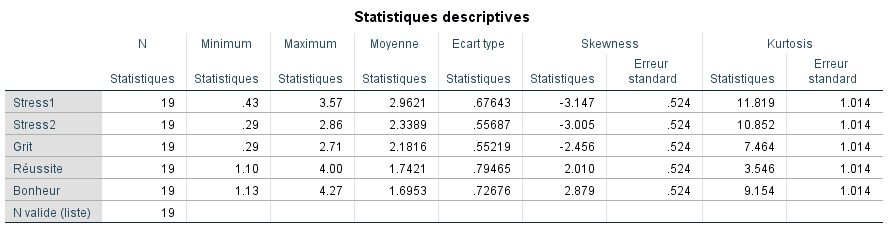 Statistiques descriptives
N Minimum Maximum Moyenne Ecart type Skewness Kurtosis
Statistiques Statistiques Statistiques Statistiques Statistiques Statistiques Erreur standard Statistiques Erreur standard
Stress1 19 .43 3.57 2.9621 .67643 -3.147 .524 11.819 1.014
Stress2 19 .29 2.86 2.3389 .55687 -3.005 .524 10.852 1.014
Grit 19 .29 2.71 2.1816 .55219 -2.456 .524 7.464 1.014
Réussite 19 1.10 4.00 1.7421 .79465 2.010 .524 3.546 1.014
Bonheur 19 1.13 4.27 1.6953 .72676 2.879 .524 9.154 1.014
N valide (liste) 19